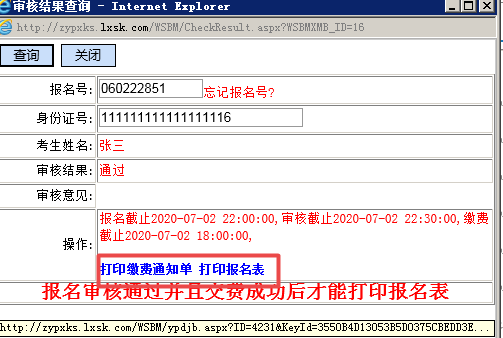 审核结果查询 - Internet Explorer
http://zypxks.lxsk.com/WSBM/CheckResult.aspx?WSBMXMB_ID=16
查询 关闭
报名号: 060222851 忘记报名号?
身份证号: 111111111111111116
考生姓名: 张三
审核结果: 通过
审核意见:
报名截止2020-07-02 22:00:00,审核截止2020-07-02 22:30:00,缴费
操作: 截止2020-07-02 18:00:00,
打印缴费通知单 打印报名表
报名审核通过并且交费成功后才能打印报名表
http://zypxks.lxsk.com/WSBM/ypdjb.aspx?ID=4231&KeyId=3550B4D13053B5D0375CBEDD3E...